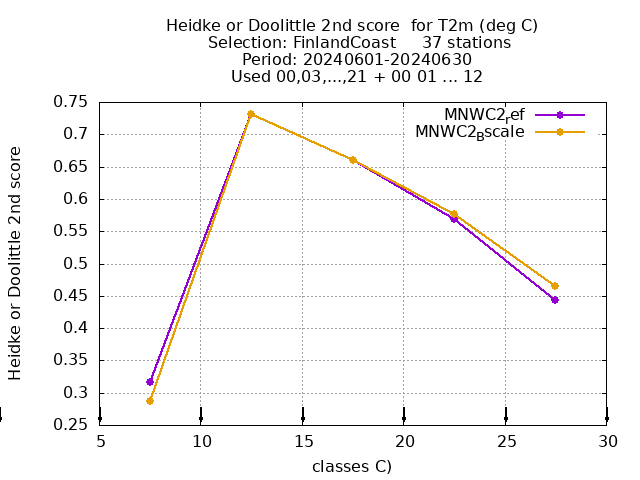 Heidke or Doolittle 2nd score  for T2m (deg C)
Selection: FinlandCoast     37 stations
Period: 20240601-20240630
Used 00,03,...,21 + 00 01 ... 12
MNWC2ref
MNWC2Bscale
Heidke or Doolittle 2nd score
0.75
0.7
0.65
0.6
0.55
0.5
0.45
0.4
0.35
0.3
0.25
5 10 15 20 25 30
classes C)